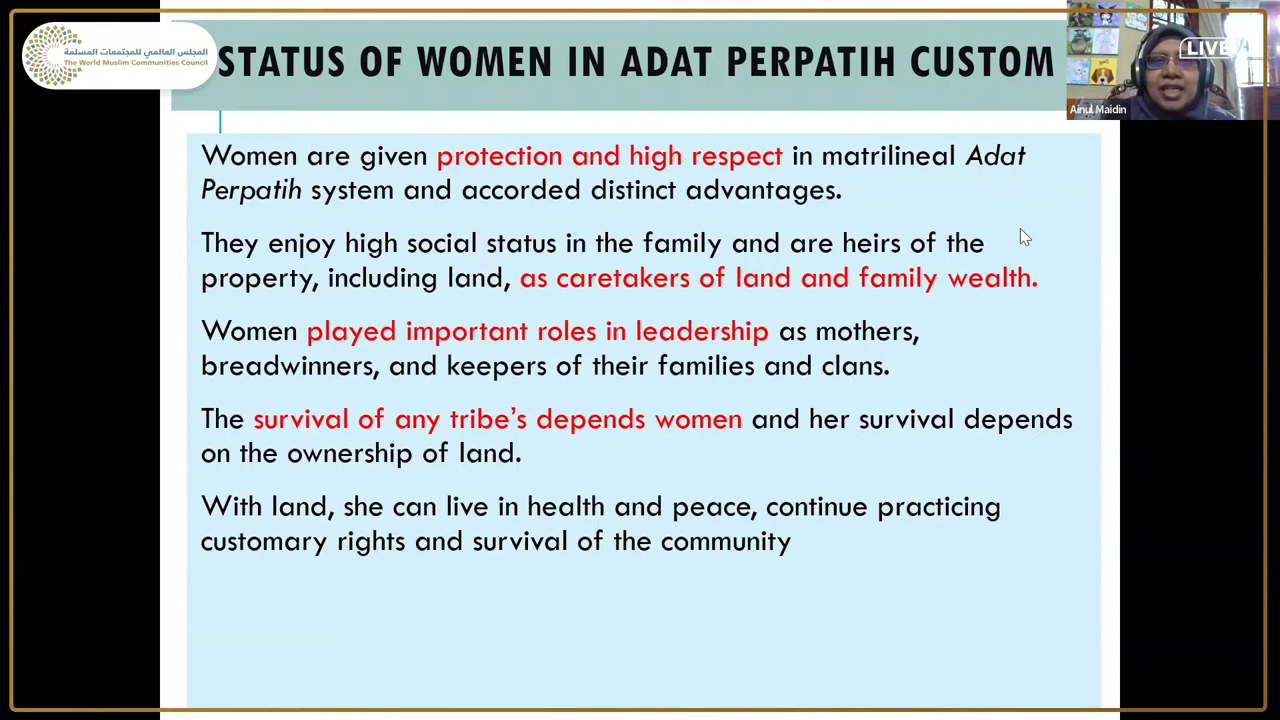 المجلس العالمي للمجتمعات المسلمة
The World Muslim Communities Council
STATUS OF WOMEN IN ADAT PERPATIH CUSTOM
LIVE
Ainul Maidin
Women are given protection and high respect in matrilineal Adat
Perpatih system and accorded distinct advantages.
They enjoy high social status in the family and are heirs of the
property, including land, as caretakers of land and family wealth.
Women played important roles in leadership as mothers,
breadwinners, and keepers of their families and clans.
The survival of any tribe's depends women and her survival depends
on the ownership of land.
With land, she can live in health and peace, continue practicing
customary rights and survival of the community